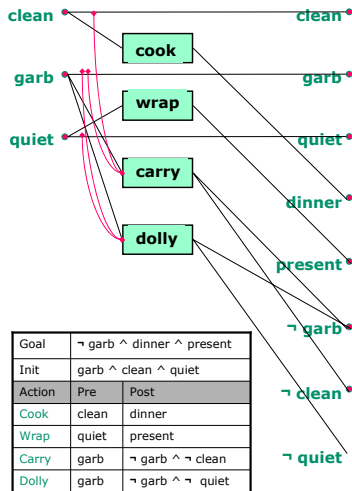 clean clean
cook
garb garb
wrap
quiet quiet
carry
dinner
dolly
present
¬ garb
¬ clean
¬ quiet
Goal ¬ garb ^ dinner ^ present
Init garb ^ clean ^ quiet
Action Pre Post
Cook clean dinner
Wrap quiet present
Carry garb ¬ garb ^ ¬ clean
Dolly garb ¬ garb ^ ¬ quiet